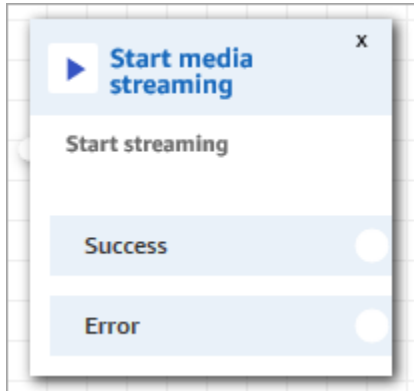 Start media
x
streaming
Start streaming
Success
Error